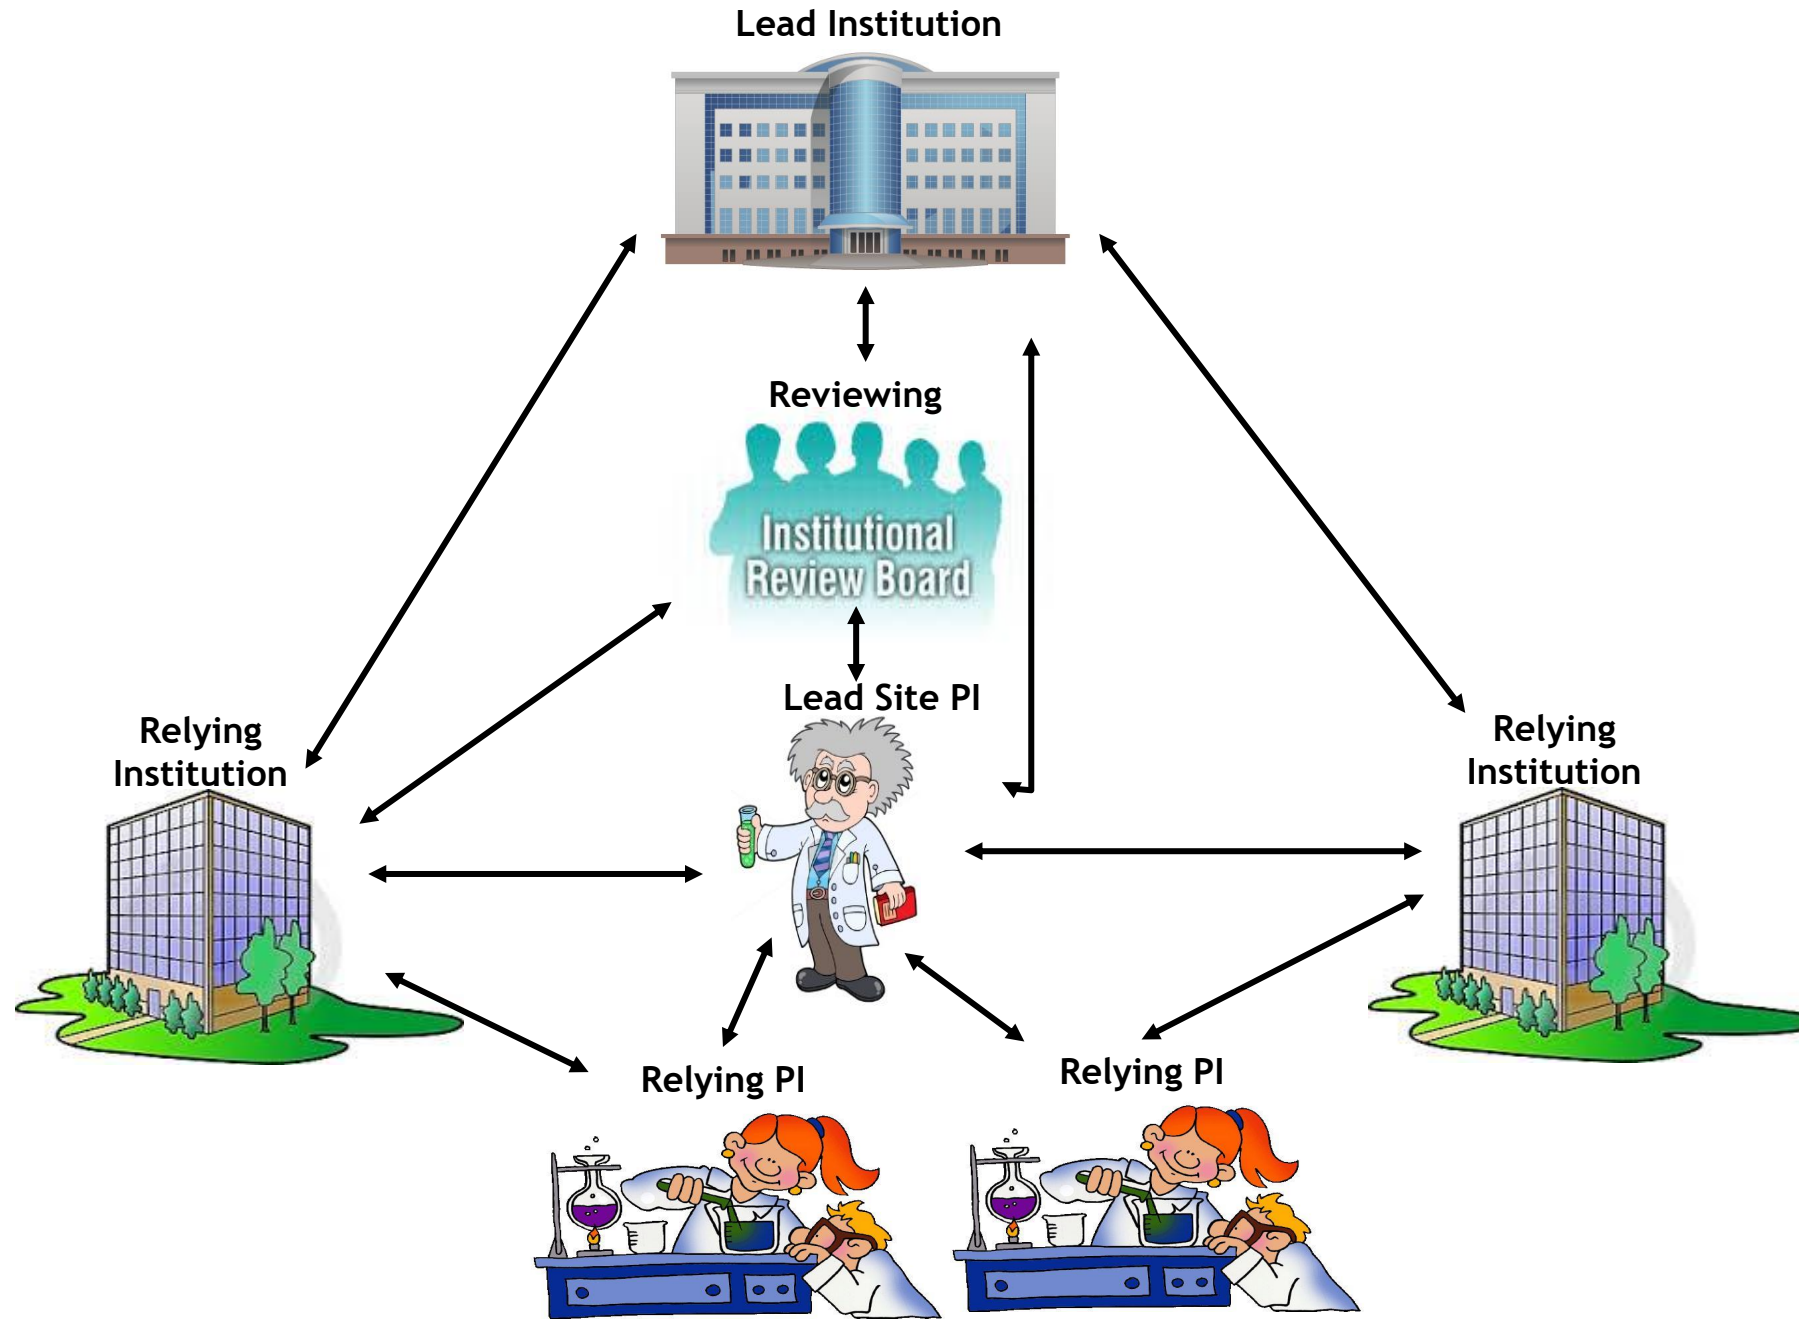 Lead Institution
Reviewing
Institutional
Review Board
Lead Site PI
Relying
Institution
Relying
Institution
Relying PI
Relying PI